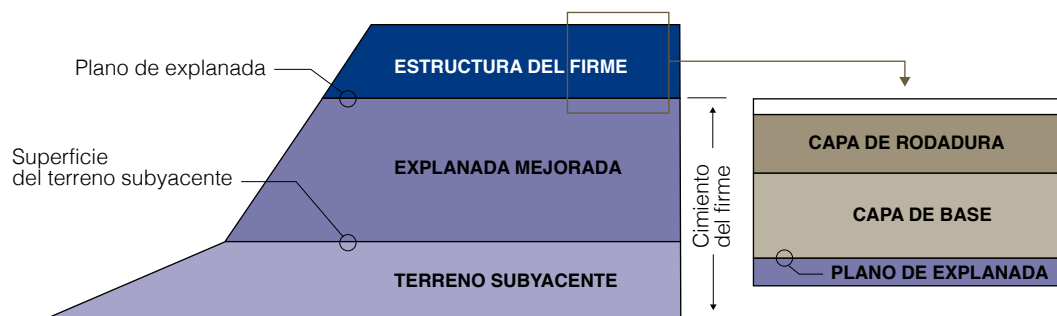 ESTRUCTURA DEL FIRME
Plano de explanada
EXPLANADA MEJORADA
Superficie
del terreno subyacente
TERRENO SUBYACENTE
Cimiento
del firme
CAPA DE RODADURA
CAPA DE BASE
PLANO DE EXPLANADA